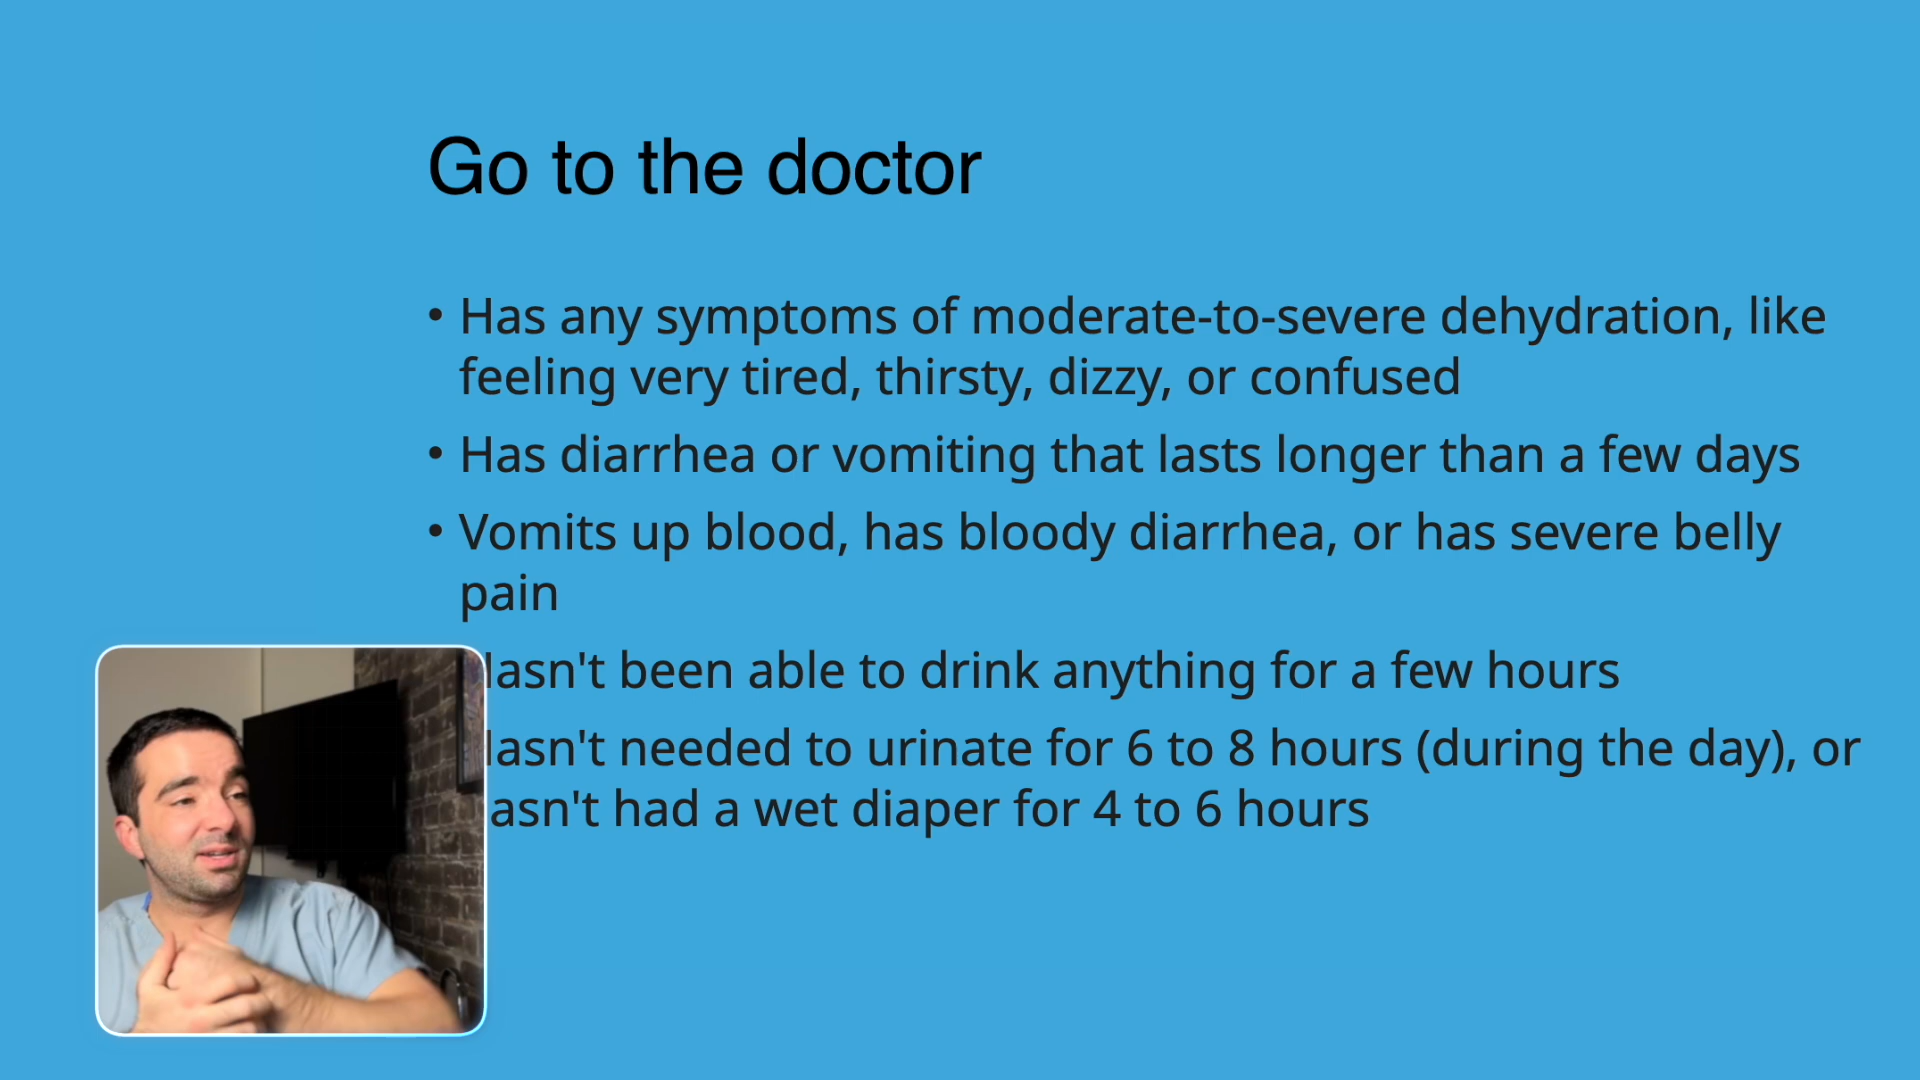 Go to the doctor
• Has any symptoms of moderate-to-severe dehydration, like
feeling very tired, thirsty, dizzy, or confused
• Has diarrhea or vomiting that lasts longer than a few days
• Vomits up blood, has bloody diarrhea, or has severe belly
pain
asn't been able to drink anything for a few hours
asn't needed to urinate for 6 to 8 hours (during the day), or
asn't had a wet diaper for 4 to 6 hours